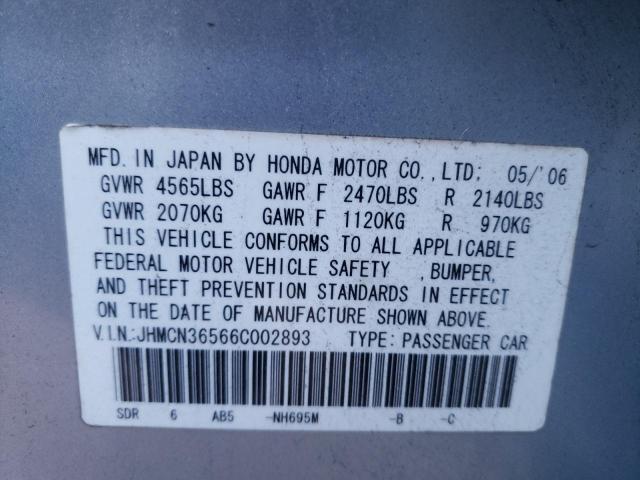 MFD. IN JAPAN BY HONDA MOTOR CO., LTD: 05/'06
GVWR 4565LBS GAWR F 2470LBS R 2140LBS
GVWR 2070KG GAWR F 1120KG R 970KG
THIS VEHICLE CONFORMS TO ALL APPLICABLE
FEDERAL MOTOR VEHICLE SAFETY , BUMPER,
AND THEFT PREVENTION STANDARDS IN EFFECT
ON THE DATE OF MANUFACTURE SHOWN ABOVE.
V.I.N.:JHMCN36566C002893 TYPE: PASSENGER CAR
SDR 6 AB5 -NH695M -B -C